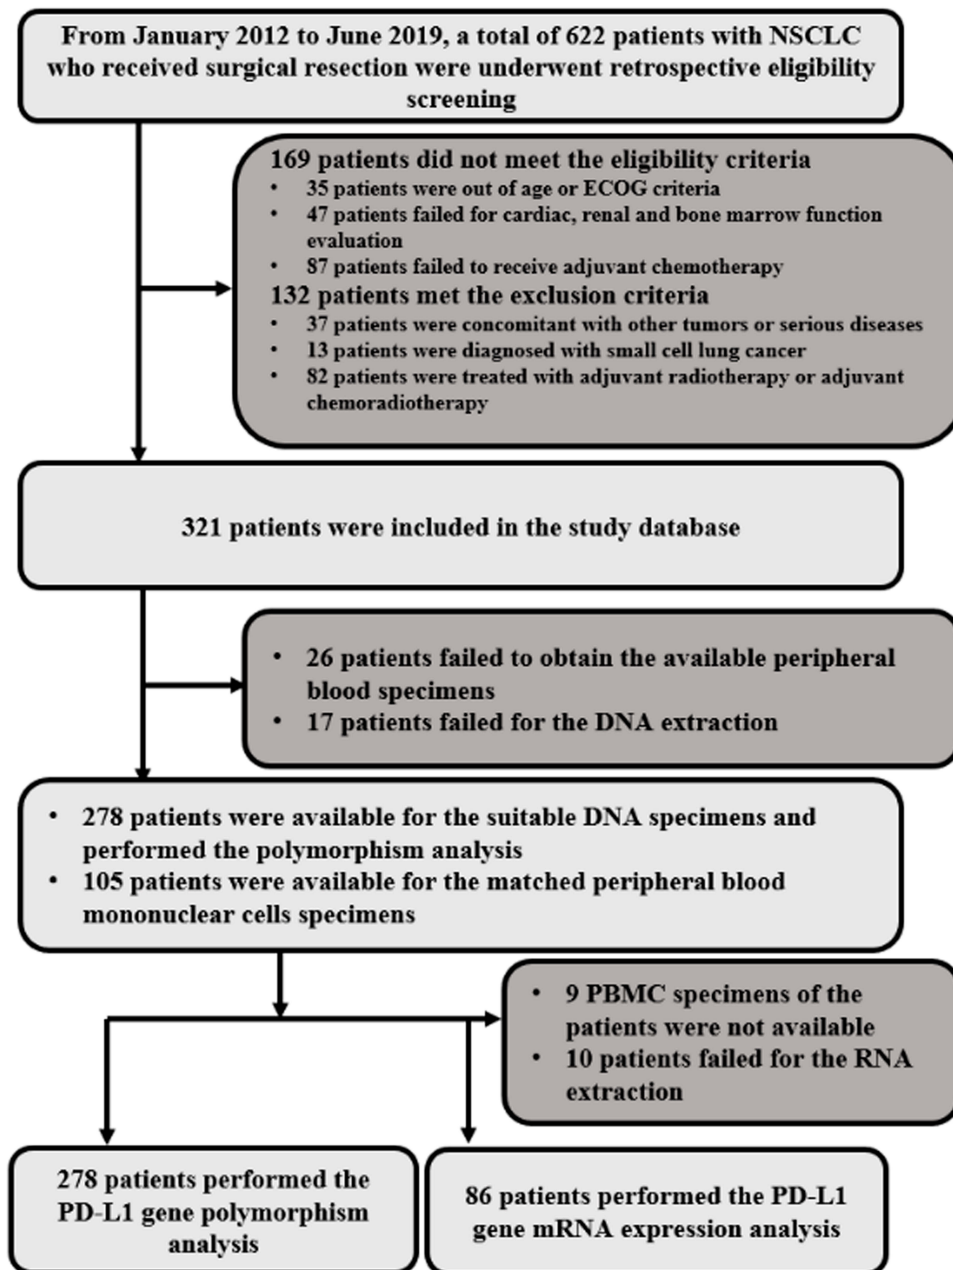 From January 2012 to June 2019, a total of 622 patients with NSCLC
who received surgical resection were underwent retrospective eligibility
screening
169 patients did not meet the eligibility criteria
• 35 patients were out of age or ECOG criteria
• 47 patients failed for cardiac, renal and bone marrow function
evaluation
• 87 patients failed to receive adjuvant chemotherapy
132 patients met the exclusion criteria
• 37 patients were concomitant with other tumors or serious diseases
• 13 patients were diagnosed with small cell lung cancer
• 82 patients were treated with adjuvant radiotherapy or adjuvant
chemoradiotherapy
321 patients were included in the study database
• 26 patients failed to obtain the available peripheral
blood specimens
• 17 patients failed for the DNA extraction
• 278 patients were available for the suitable DNA specimens and
performed the polymorphism analysis
• 105 patients were available for the matched peripheral blood
mononuclear cells specimens
• 9 PBMC specimens of the
patients were not available
• 10 patients failed for the RNA
extraction
278 patients performed the
PD-L1 gene polymorphism
analysis
86 patients performed the PD-L1
gene mRNA expression analysis